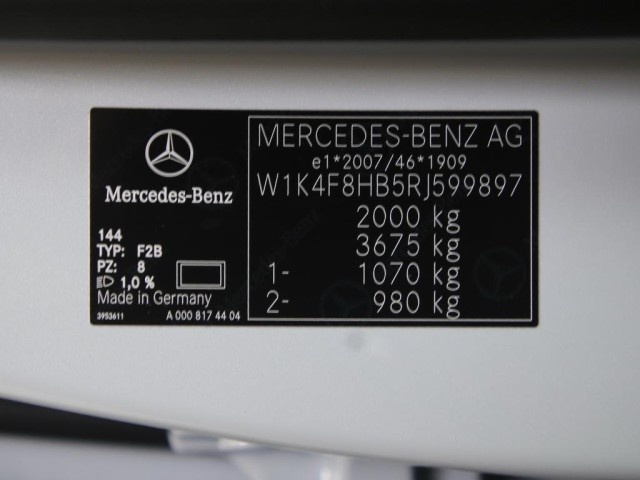 Mercedes-Benz
144
TYP: F2B
PZ: 8
1,0 %
Made in Germany
3953611 A 000 817 44 04
MERCEDES-BENZ AG
e1*2007/46*1909
W1K4F8HB5RJ599897
2000 kg
3675 kg
1- 1070 kg
2- 980 kg